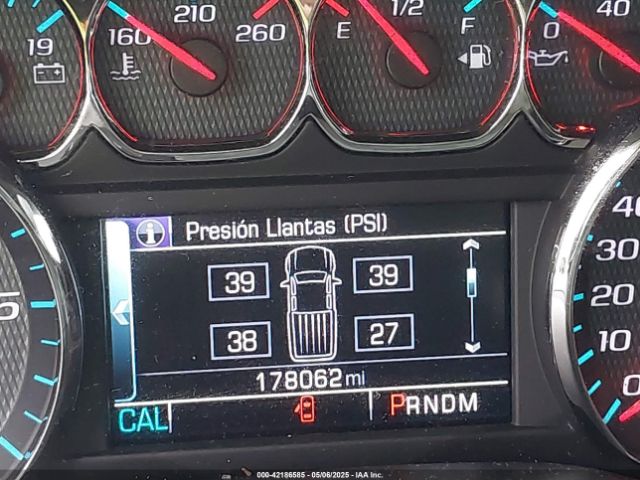 19 160 210 260 E 1/2 F 0 40
Presión Llantas (PSI)
39 39
38 27
178062 mi
CAL PRNDM
40
30
20
10
0
000-42186585 - 05/06/2025 - IAA Inc.